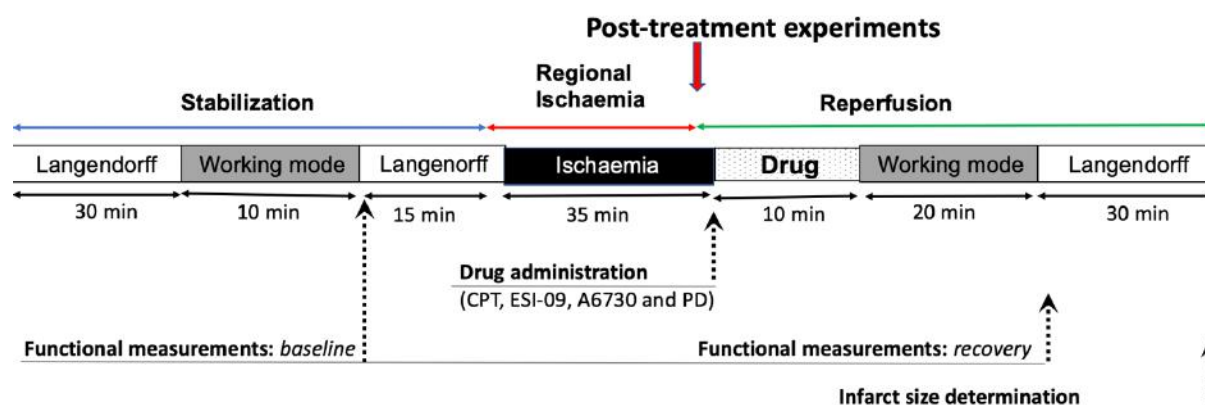 Post-treatment experiments
Regional
Ischaemia
Stabilization
Reperfusion
Langendorff
Working mode
Langenorff
Ischaemia
Drug
Working mode
Langendorff
30 min
10 min
15 min
35 min
10 min
20 min
30 min
Drug administration
(CPT, ESI-09, A6730 and PD)
Functional measurements: baseline
Functional measurements: recovery
Infarct size determination